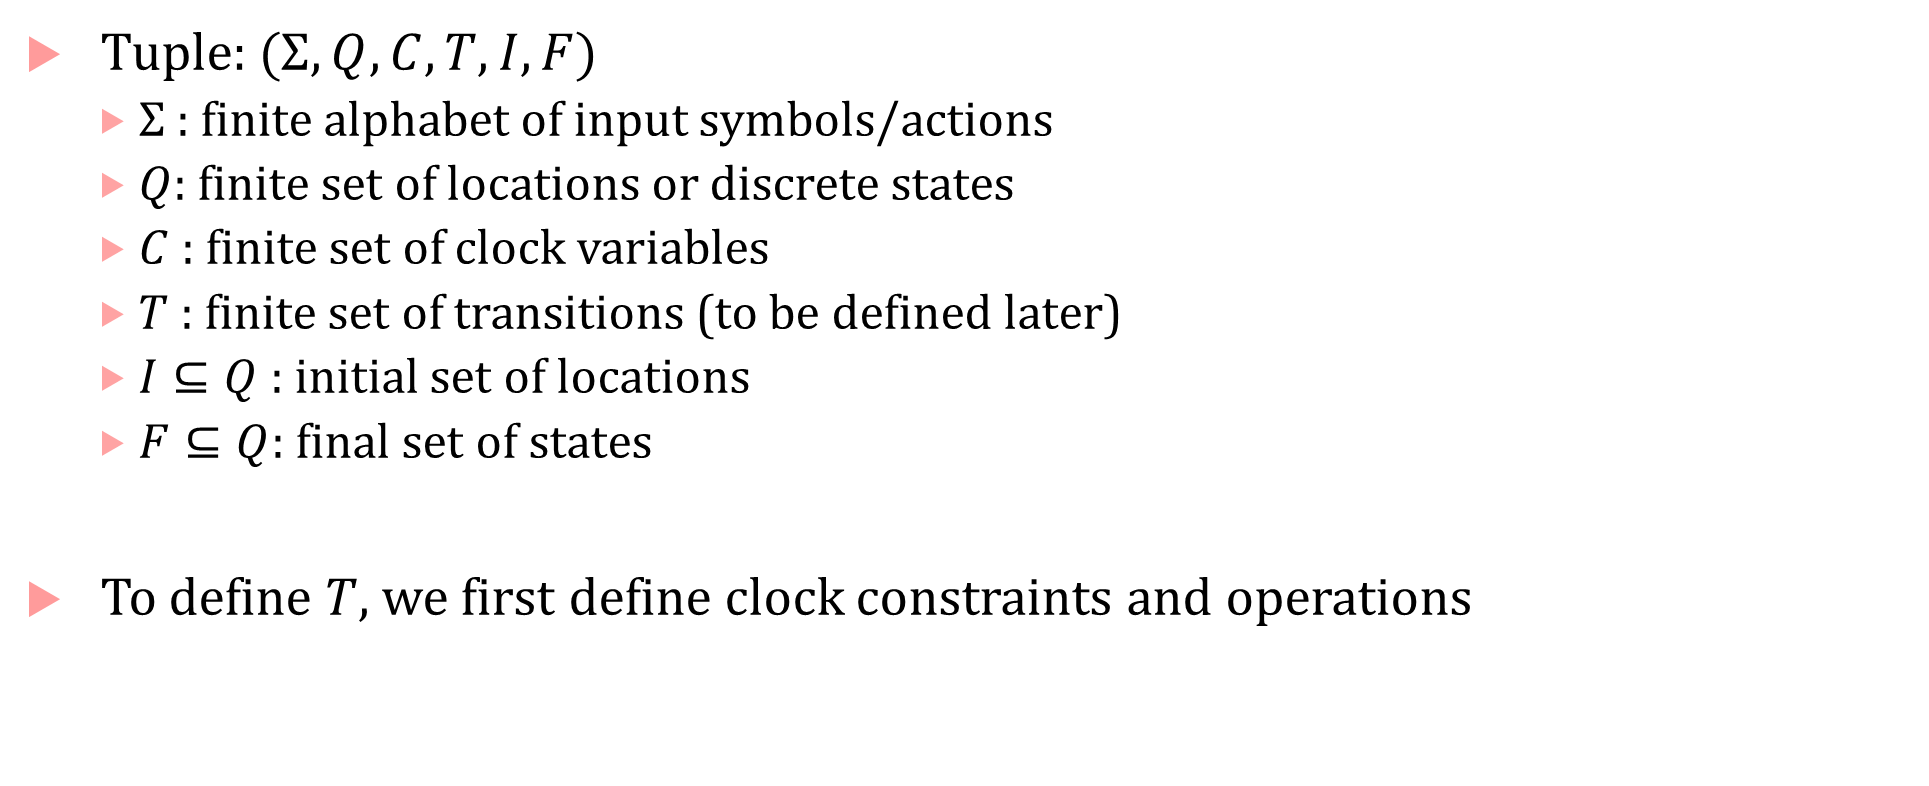 Tuple: (Σ, Q, C, T, I, F)
Σ : finite alphabet of input symbols/actions
Q: finite set of locations or discrete states
C : finite set of clock variables
T : finite set of transitions (to be defined later)
I ⊆ Q : initial set of locations
F ⊆ Q: final set of states
To define T, we first define clock constraints and operations